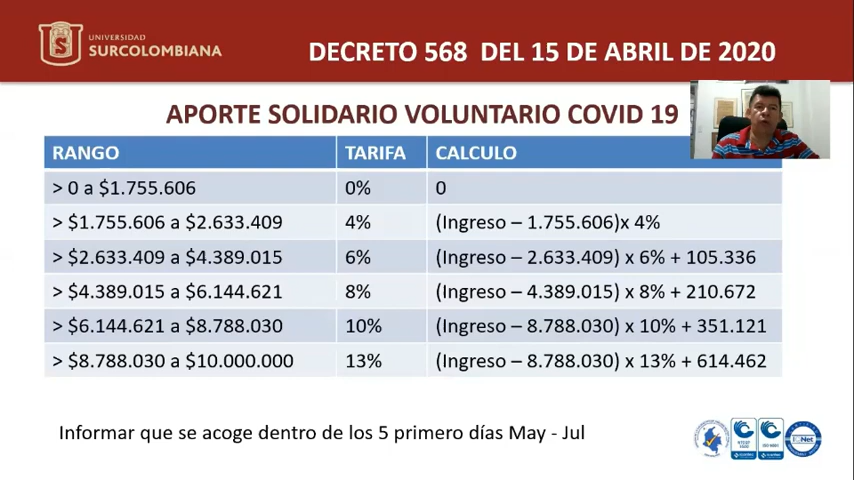 UNIVERSIDAD
SURCOLOMBIANA
DECRETO 568 DEL 15 DE ABRIL DE 2020
APORTE SOLIDARIO VOLUNTARIO COVID 19
RANGO TARIFA CALCULO
> 0 a $1.755.606 0% 0
> $1.755.606 a $2.633.409 4% (Ingreso – 1.755.606)x 4%
> $2.633.409 a $4.389.015 6% (Ingreso – 2.633.409) x 6% + 105.336
> $4.389.015 a $6.144.621 8% (Ingreso – 4.389.015) x 8% + 210.672
> $6.144.621 a $8.788.030 10% (Ingreso – 8.788.030) x 10% + 351.121
> $8.788.030 a $10.000.000 13% (Ingreso – 8.788.030) x 13% + 614.462
Informar que se acoge dentro de los 5 primero días May - Jul